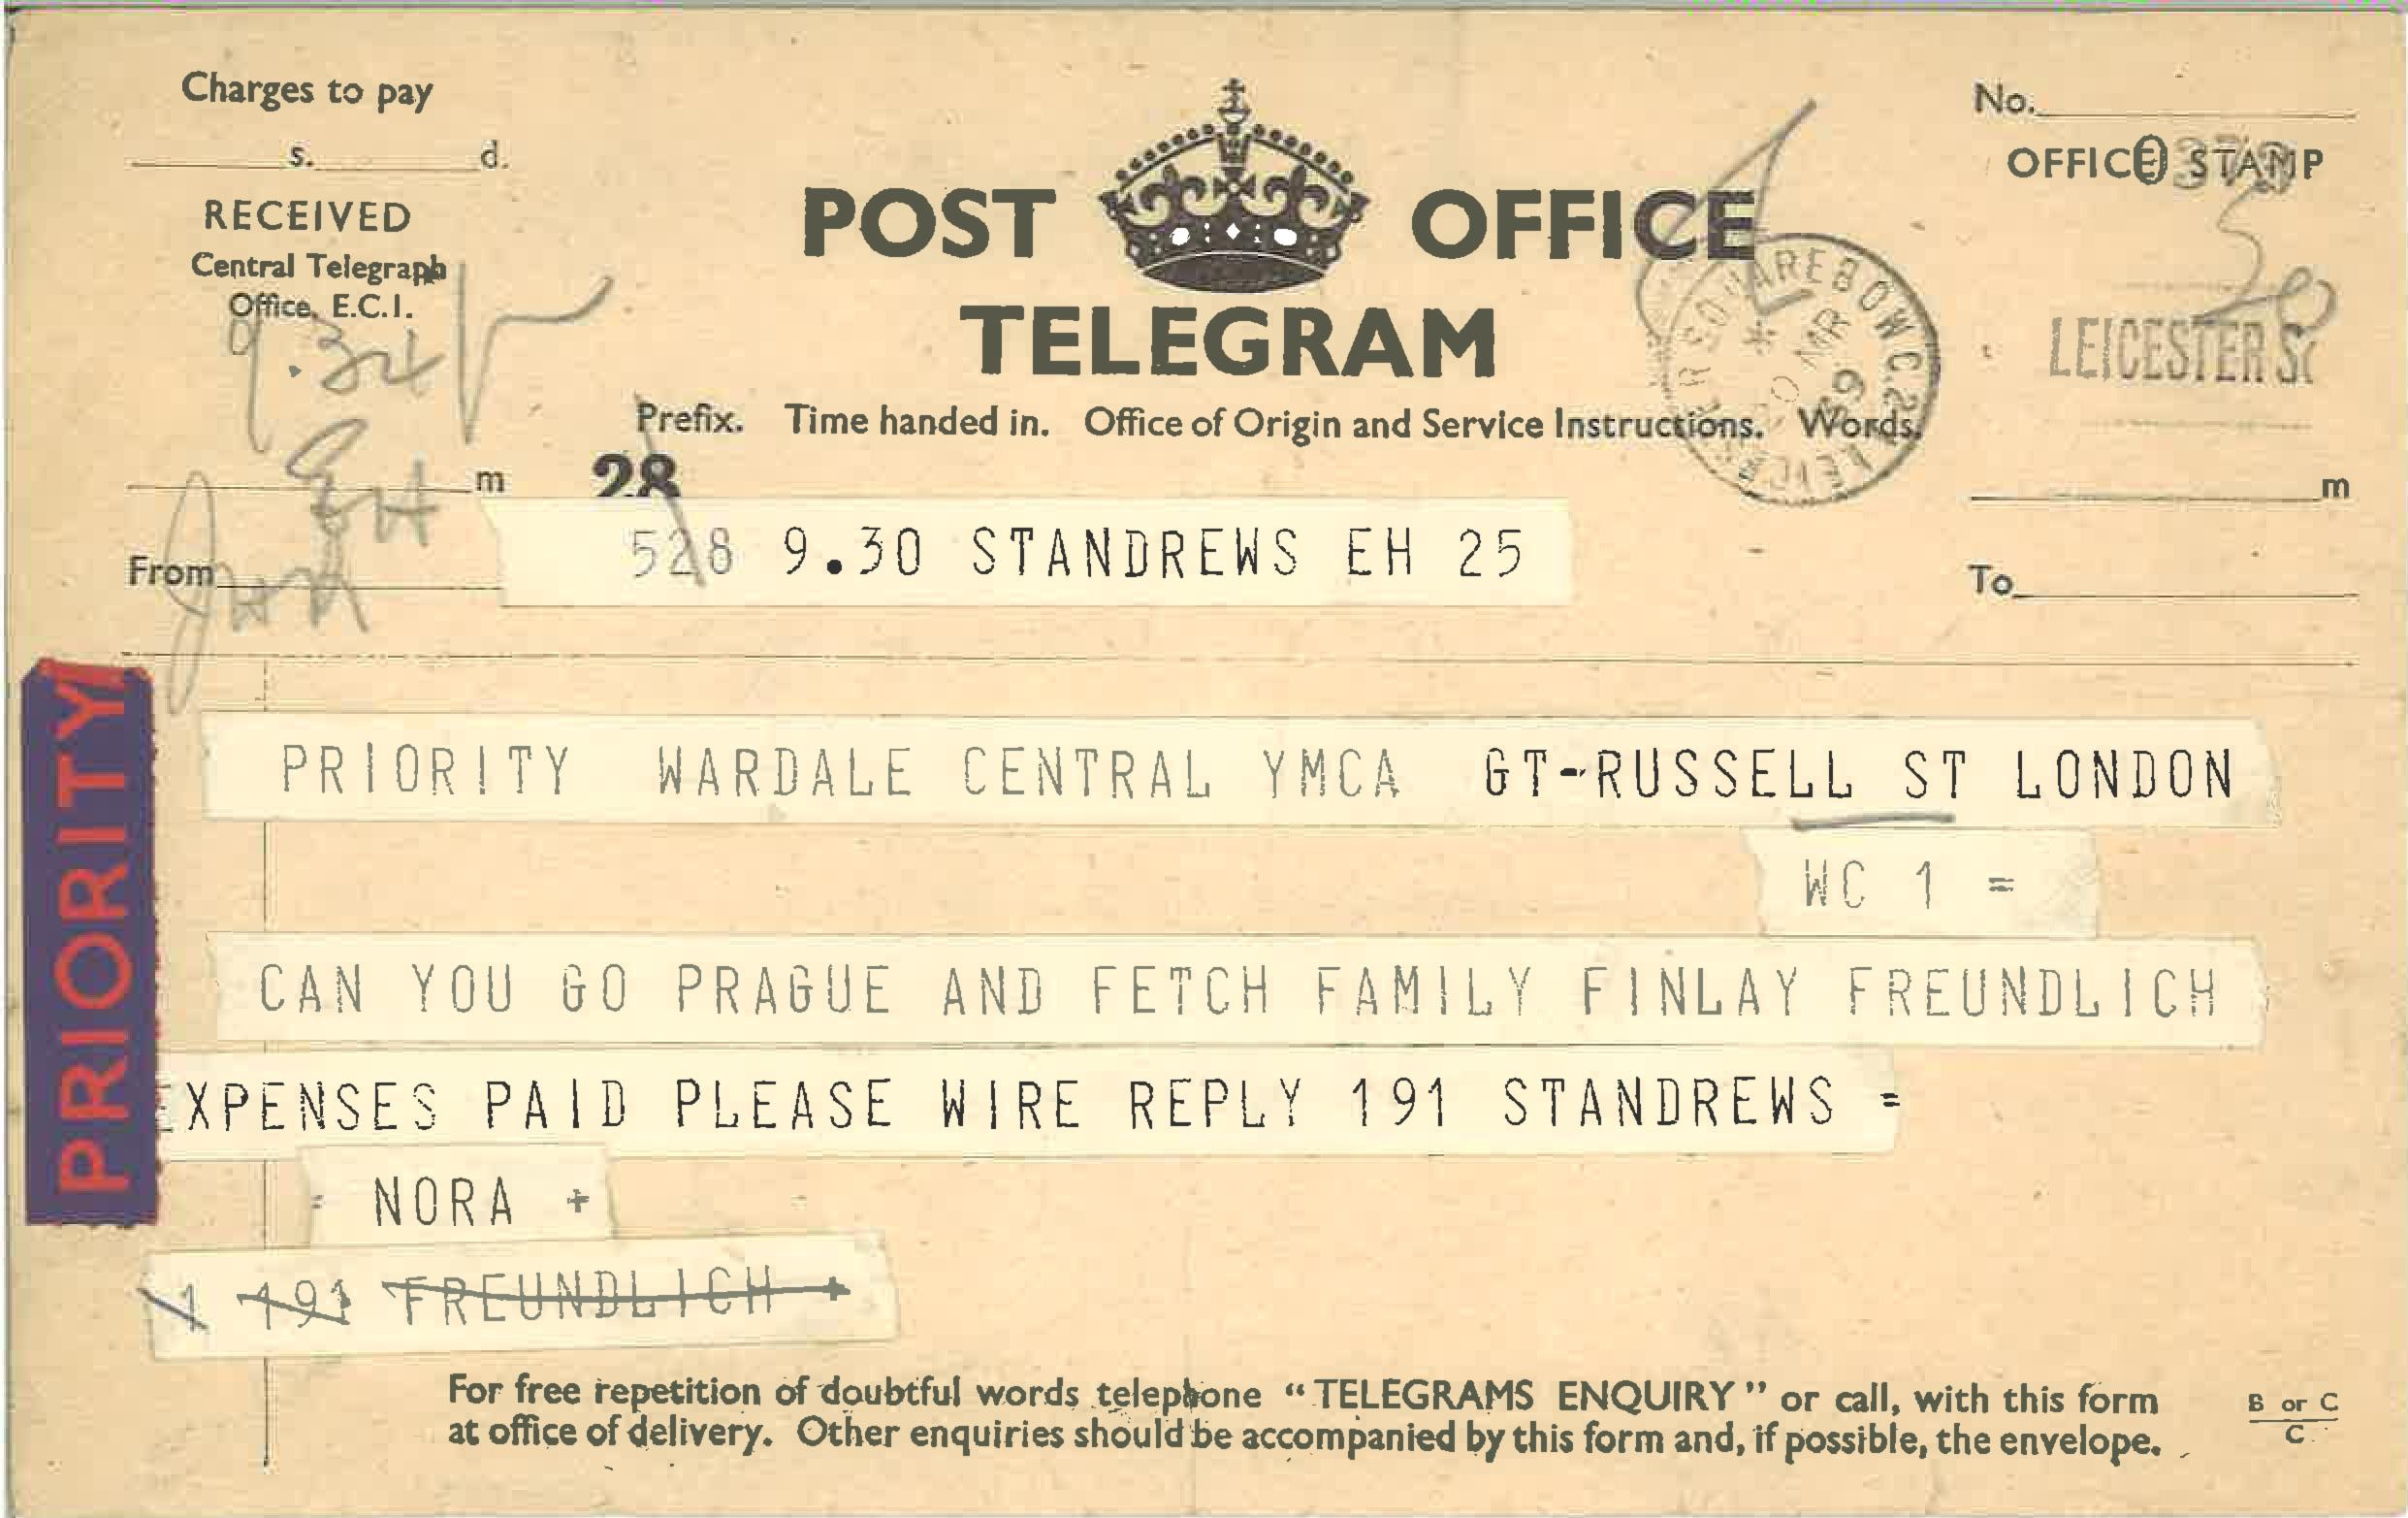 Charges to pay
s. d.
RECEIVED
Central Telegraph
Office, E.C.1.
9.34
POST OFFICE
TELEGRAM
Prefix. Time handed in. Office of Origin and Service Instructions. Words.
No.
OFFICE STAMP
LEICESTER S
m
28
m
528 9.30 STANDREWS EH 25
From
To
PRIORITY
PRIORITY WARDALE CENTRAL YMCA GT-RUSSELL ST LONDON
WC 1 =
CAN YOU GO PRAGUE AND FETCH FAMILY FINLAY FREUNDLICH
EXPENSES PAID PLEASE WIRE REPLY 191 STANDREWS =
= NORA +
1 191 FREUNDLICH +
For free repetition of doubtful words telephone “TELEGRAMS ENQUIRY” or call, with this form
at office of delivery. Other enquiries should be accompanied by this form and, if possible, the envelope.
B or C
C